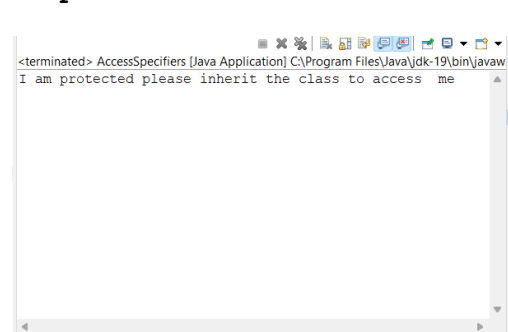 <terminated> AccessSpecifiers [Java Application] C:\Program Files\Java\jdk-19\bin\javaw
I am protected please inherit the class to access  me